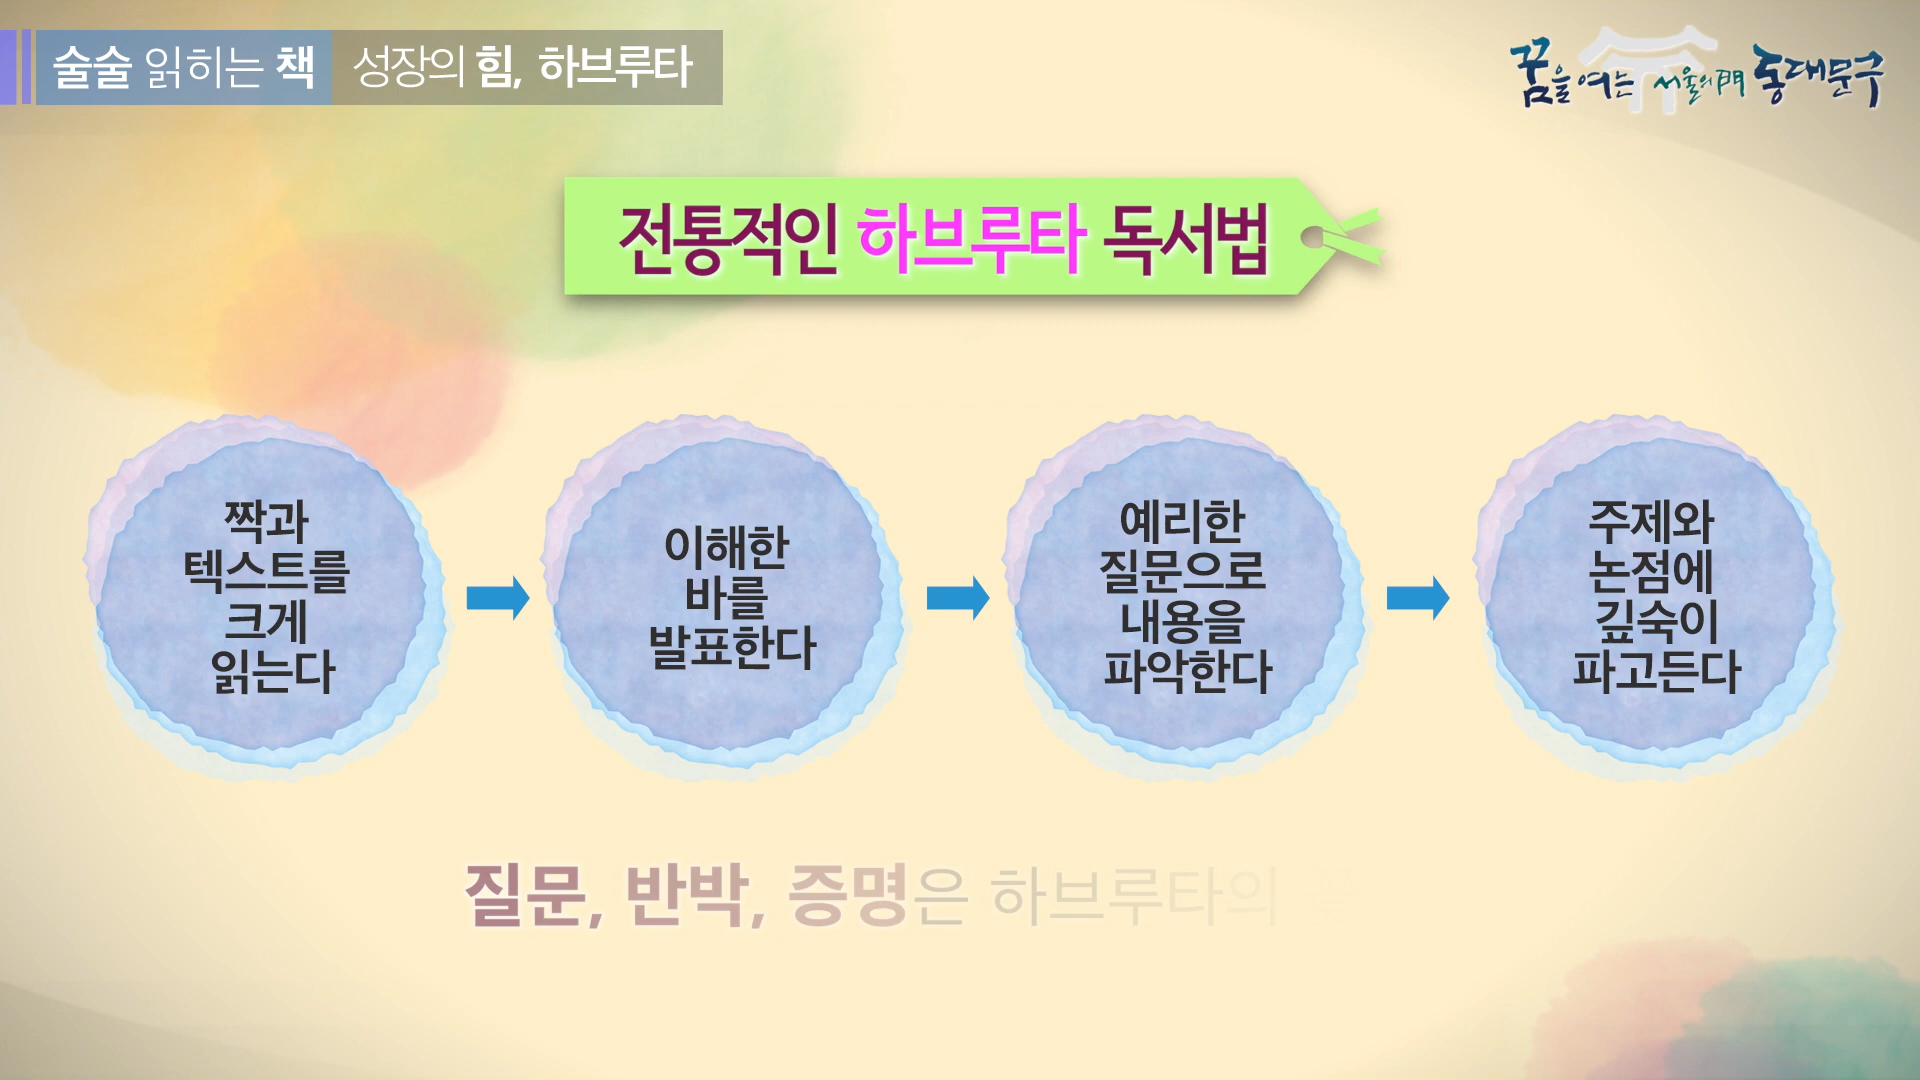 술술 읽히는 책 성장의 힘, 하브루타
꿈을 여는 서울의 門 동대문구
전통적인 하브루타 독서법
짝과
텍스트를
크게
읽는다
이해한
바를
발표한다
예리한
질문으로
내용을
파악한다
주제와
논점에
깊숙이
파고든다
질문, 반박, 증명은 하브루타의